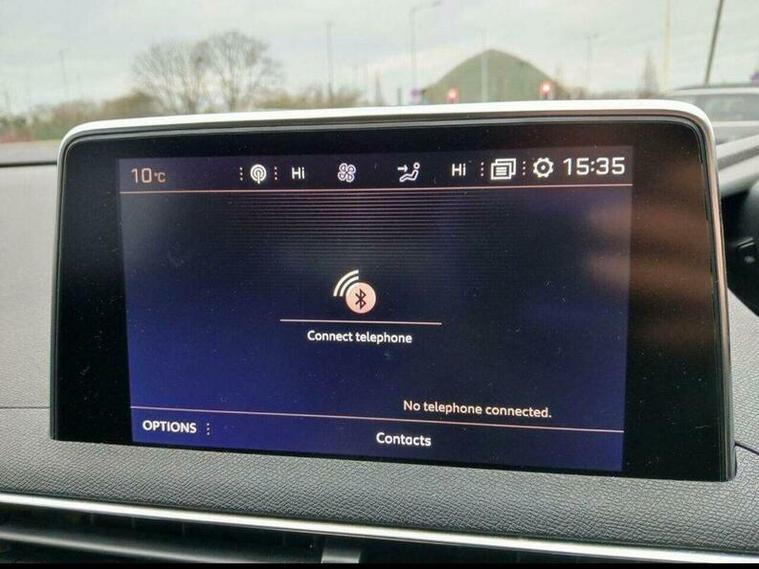 10°C Hi Hi 15:35
Connect telephone
No telephone connected.
OPTIONS
Contacts